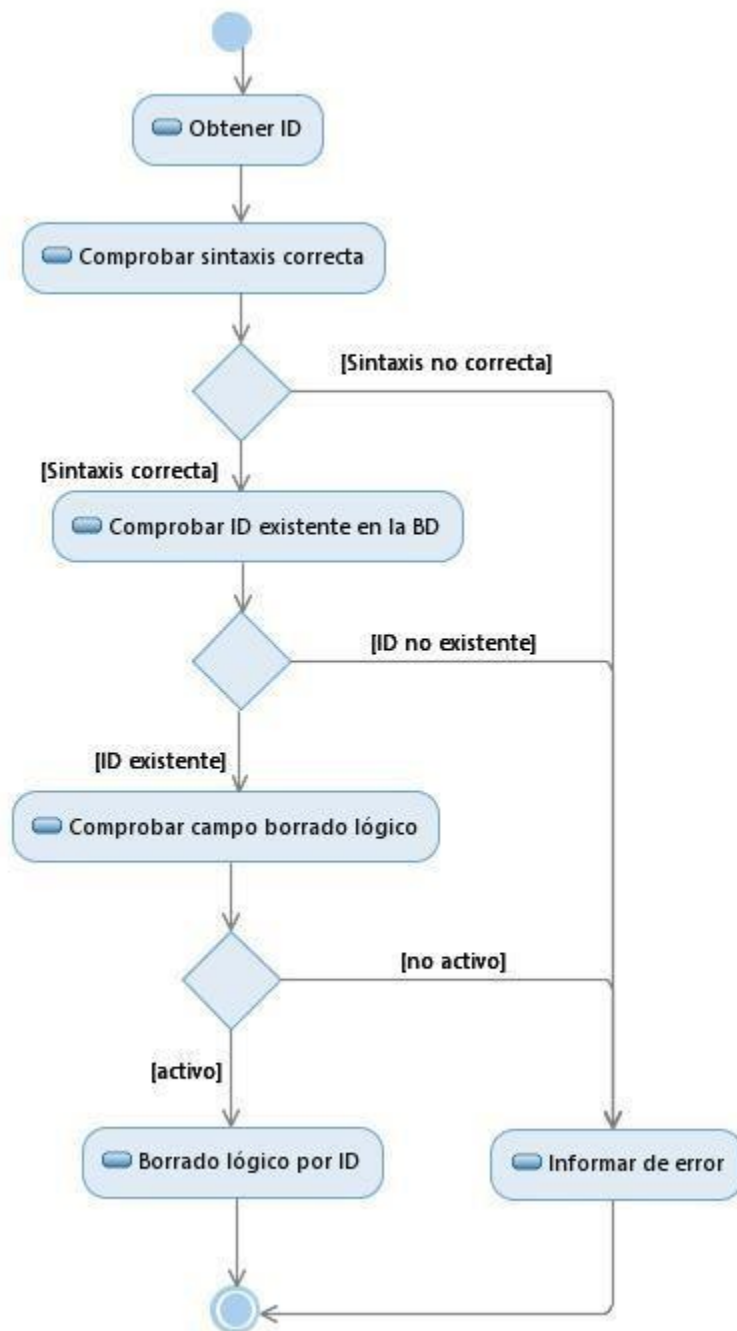 Obtener ID
Comprobar sintaxis correcta
[Sintaxis no correcta]
[Sintaxis correcta]
Comprobar ID existente en la BD
[ID no existente]
[ID existente]
Comprobar campo borrado lógico
[no activo]
[activo]
Borrado lógico por ID
Informar de error